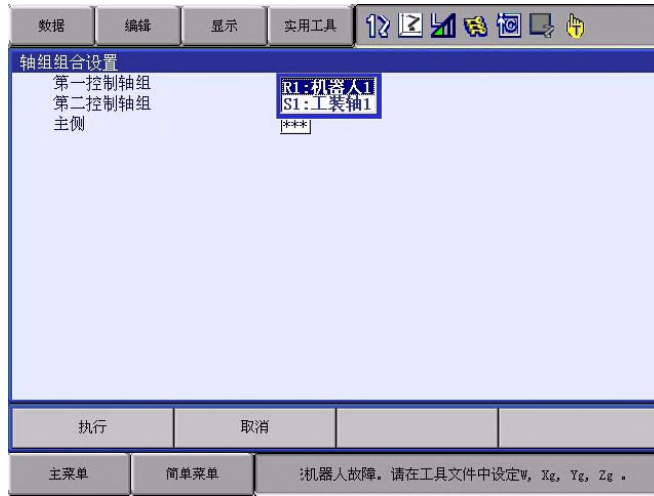 数据 编辑 显示 实用工具
轴组组合设置
第一控制轴组 R1:机器人1
第二控制轴组 S1:工装轴1
主侧 ***
执行 取消
主菜单 简单菜单 机器人故障。请在工具文件中设定W, Xg, Yg, Zg 。